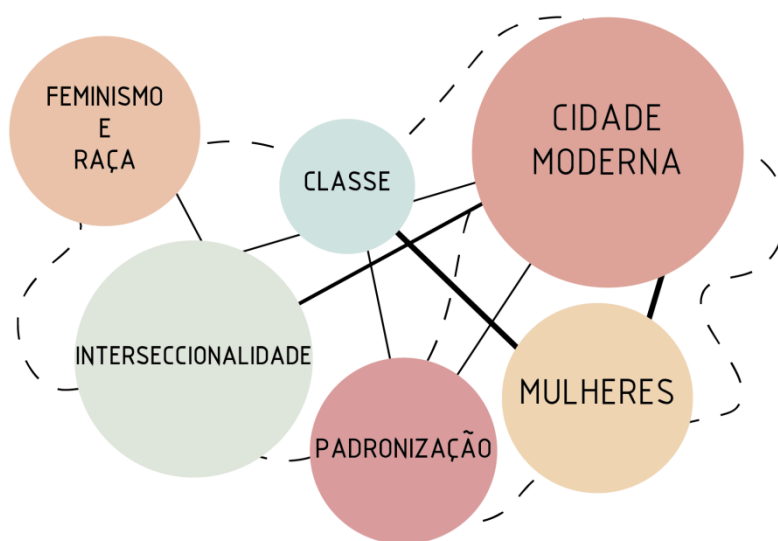 FEMINISMO
E
RAÇA
CLASSE
CIDADE
MODERNA
INTERSECCIONALIDADE
PADRONIZAÇÃO
MULHERES